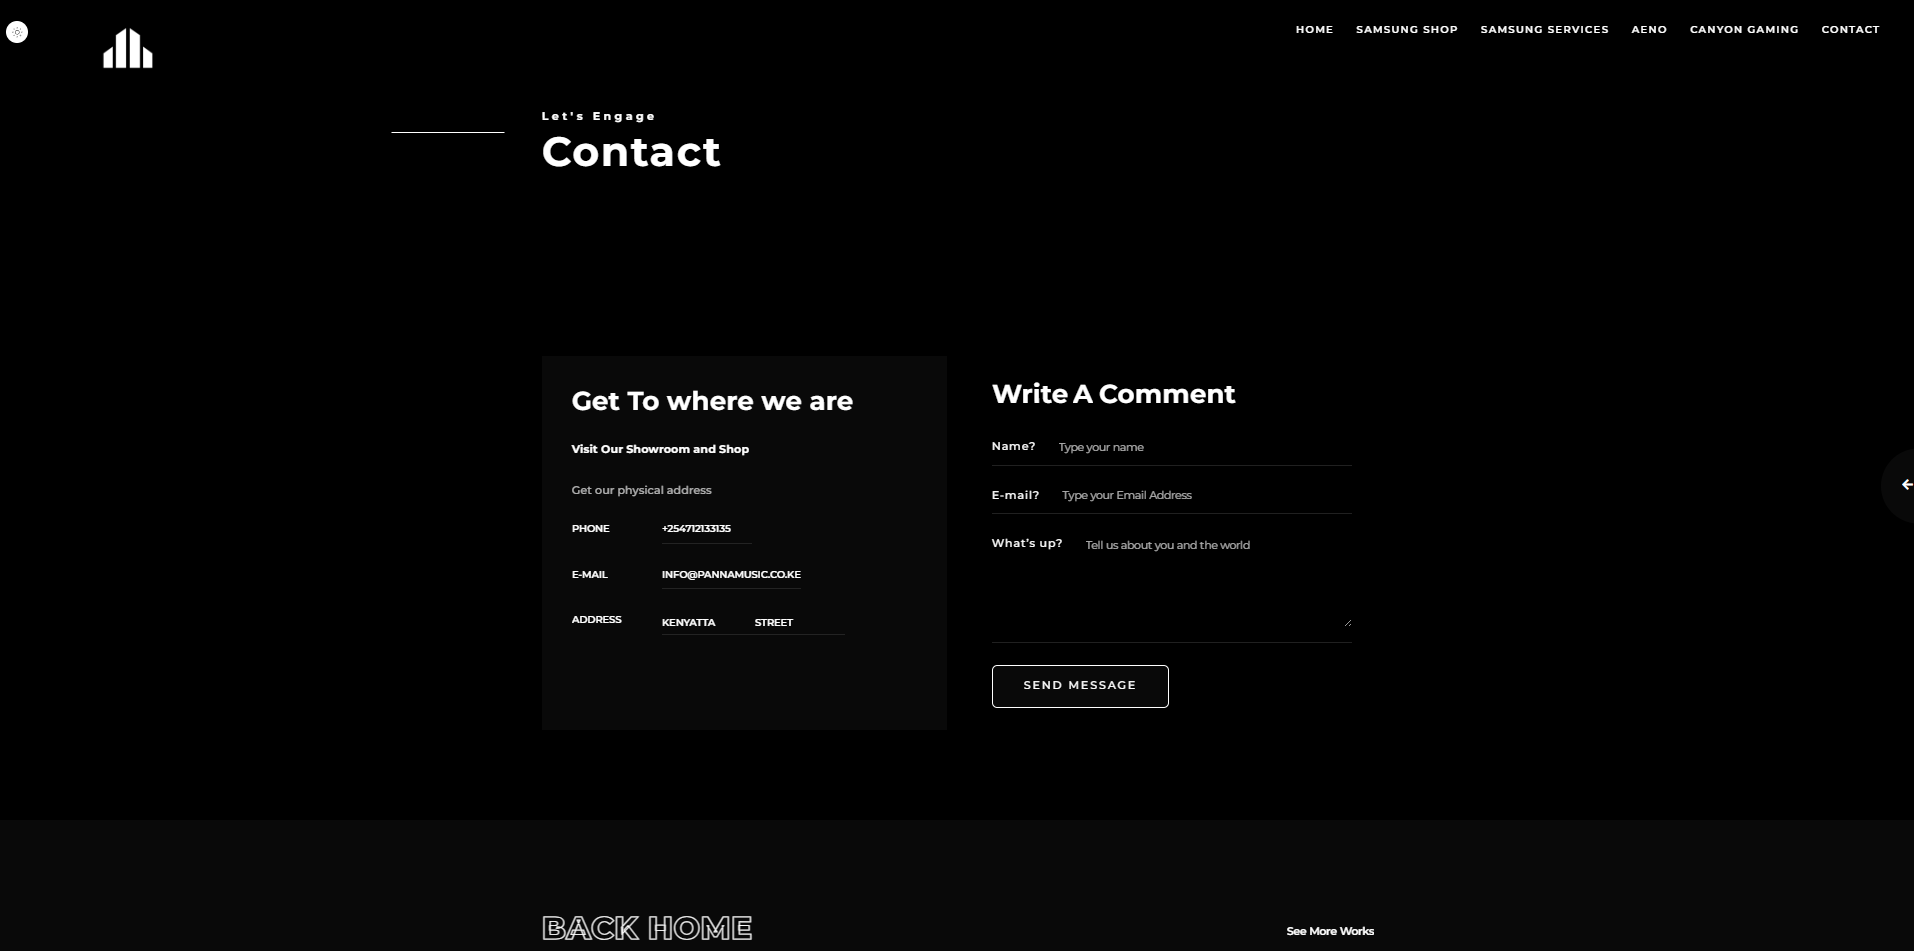 HOME SAMSUNG SHOP SAMSUNG SERVICES AENO CANYON GAMING CONTACT
Let's Engage
Contact
Get To where we are
Visit Our Showroom and Shop
Get our physical address
PHONE +254712133135
E-MAIL INFO@PANNAMUSIC.CO.KE
ADDRESS KENYATTA STREET
Write A Comment
Name? Type your name
E-mail? Type your Email Address
What's up? Tell us about you and the world
SEND MESSAGE
BACK HOME
See More Works